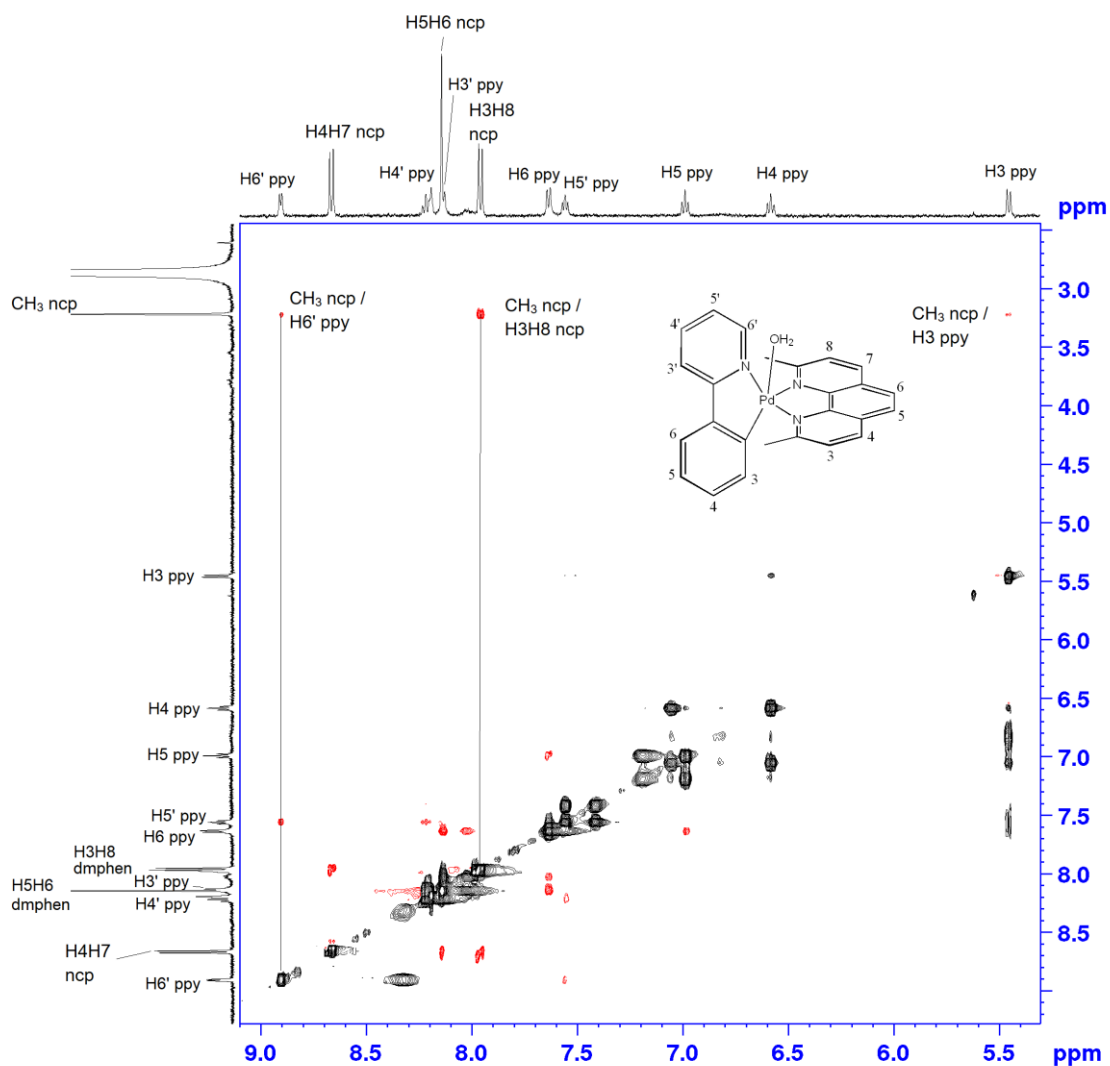 H5H6 ncp
H3' ppy
H3H8
ncp
H4H7 ncp
H6' ppy
H4' ppy
H6 ppy
H5' ppy
H5 ppy
H4 ppy
H3 ppy
ppm
CH₃ ncp
CH₃ ncp /
H6' ppy
CH₃ ncp /
H3H8 ncp
CH₃ ncp /
H3 ppy
5'
4'
6'
3'
OH₂
8
7
N
N
6
Pd
N
5
6
4
3
5
3
4
3.0
3.5
4.0
4.5
5.0
5.5
6.0
6.5
7.0
7.5
8.0
8.5
H3 ppy
H4 ppy
H5 ppy
H5' ppy
H6 ppy
H3H8
dmphen
H3' ppy
H5H6
dmphen
H4' ppy
H4H7
ncp
H6' ppy
9.0 8.5 8.0 7.5 7.0 6.5 6.0 5.5 ppm